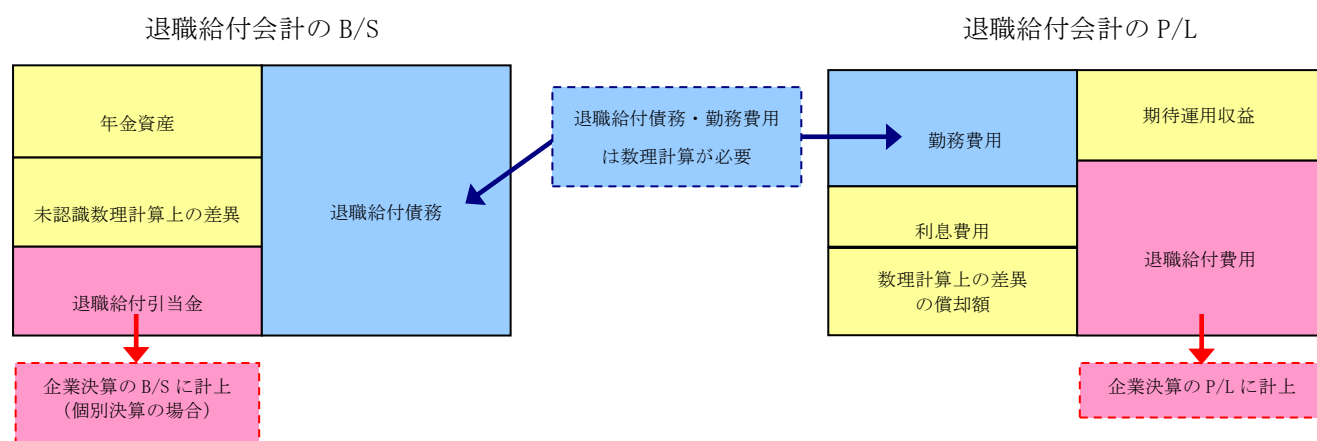 退職給付会計の B/S
年金資産
未認識数理計算上の差異
退職給付引当金
退職給付債務
企業決算の B/S に計上
（個別決算の場合）
退職給付債務・勤務費用
は数理計算が必要
退職給付会計の P/L
勤務費用
利息費用
数理計算上の差異
の償却額
期待運用収益
退職給付費用
企業決算の P/L に計上